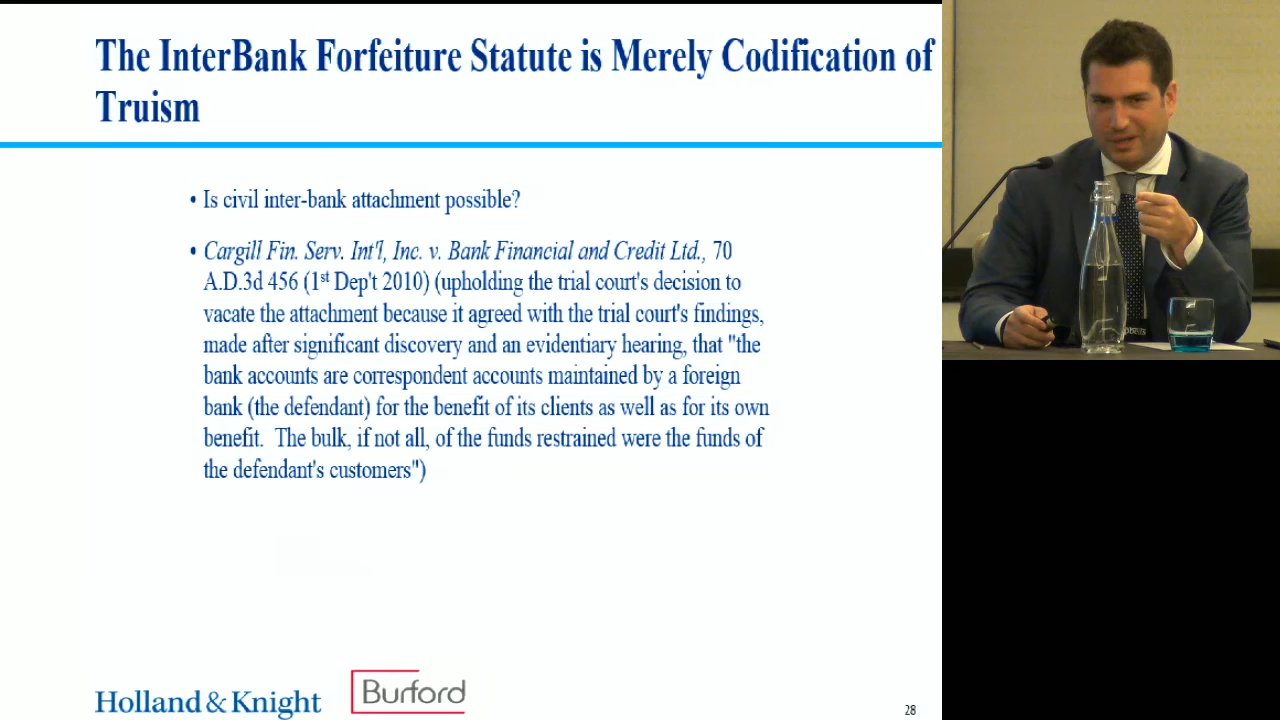 The InterBank Forfeiture Statute is Merely Codification of
Truism
• Is civil inter-bank attachment possible?
• Cargill Fin. Serv. Int'l, Inc. v. Bank Financial and Credit Ltd., 70
A.D.3d 456 (1st Dep't 2010) (upholding the trial court's decision to
vacate the attachment because it agreed with the trial court's findings,
made after significant discovery and an evidentiary hearing, that "the
bank accounts are correspondent accounts maintained by a foreign
bank (the defendant) for the benefit of its clients as well as for its own
benefit. The bulk, if not all, of the funds restrained were the funds of
the defendant's customers")
Holland & Knight
Burford
28